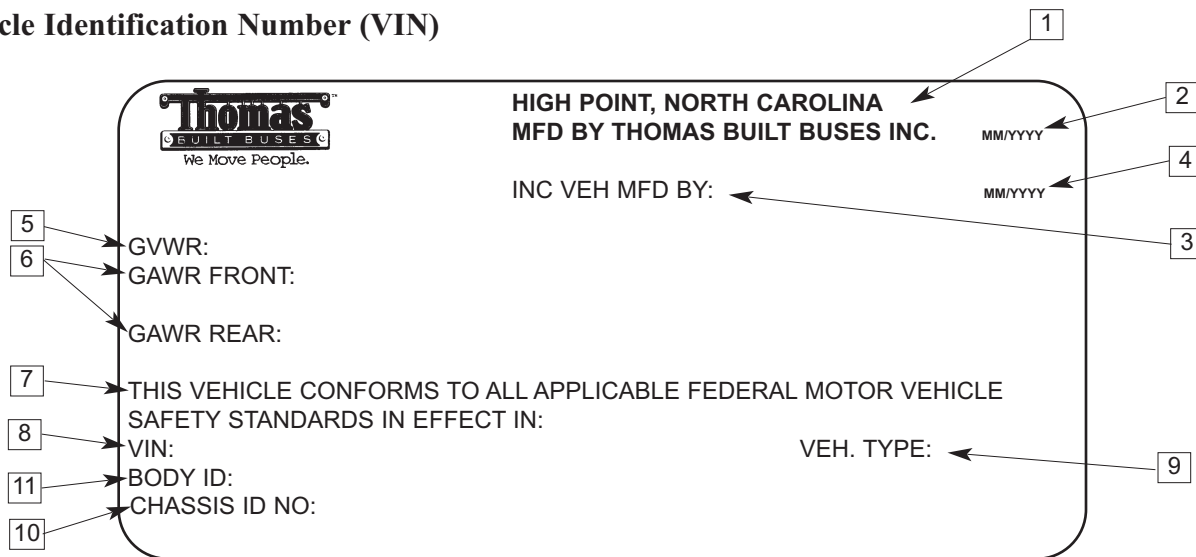 cle Identification Number (VIN)
1
Thomas
BUILT BUSES
We Move People.
HIGH POINT, NORTH CAROLINA
MFD BY THOMAS BUILT BUSES INC.
MM/YYYY
2
INC VEH MFD BY:
MM/YYYY
4
3
5
GVWR:
6
GAWR FRONT:
GAWR REAR:
7
THIS VEHICLE CONFORMS TO ALL APPLICABLE FEDERAL MOTOR VEHICLE
SAFETY STANDARDS IN EFFECT IN:
8
VIN:
VEH. TYPE:
9
11
BODY ID:
10
CHASSIS ID NO: